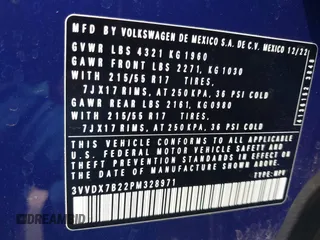 MFD BY VOLKSWAGEN DE MEXICO S.A. DE C.V. MEXICO 12/22
GVWR LBS 4321 KG 1960
GAWR FRONT LBS 2271, KG 1030
WITH 215/55 R17 TIRES,
7JX17 RIMS, AT 250 KPA, 36 PSI COLD
GAWR REAR LBS 2161, KG 0980
WITH 215/55 R17 TIRES,
7JX17 RIMS, AT 250 KPA, 36 PSI COLD
THIS VEHICLE CONFORMS TO ALL APPLICABLE
U.S. FEDERAL MOTOR VEHICLE SAFETY AND
THEFT PREVENTION STANDARDS IN EFFECT ON
THE DATE OF MANUFACTURE SHOWN ABOVE.
3VVDX7B22PM328971 TYPE: MPV
DREAMBID